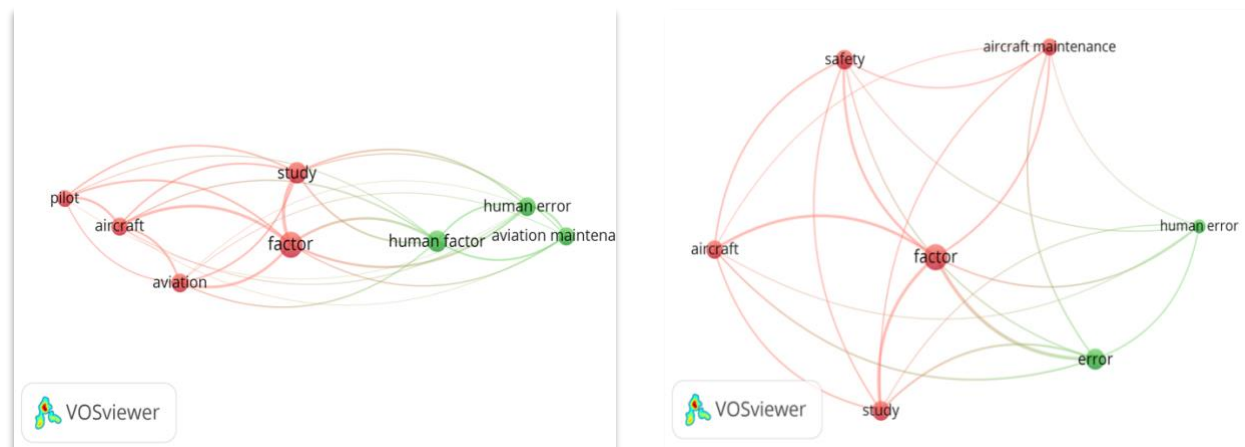 study
pilot
human error
aircraft
aviation maintena
factor
human factor
aviation
VOSviewer
aircraft maintenance
safety
human error
aircraft
factor
error
study
VOSviewer